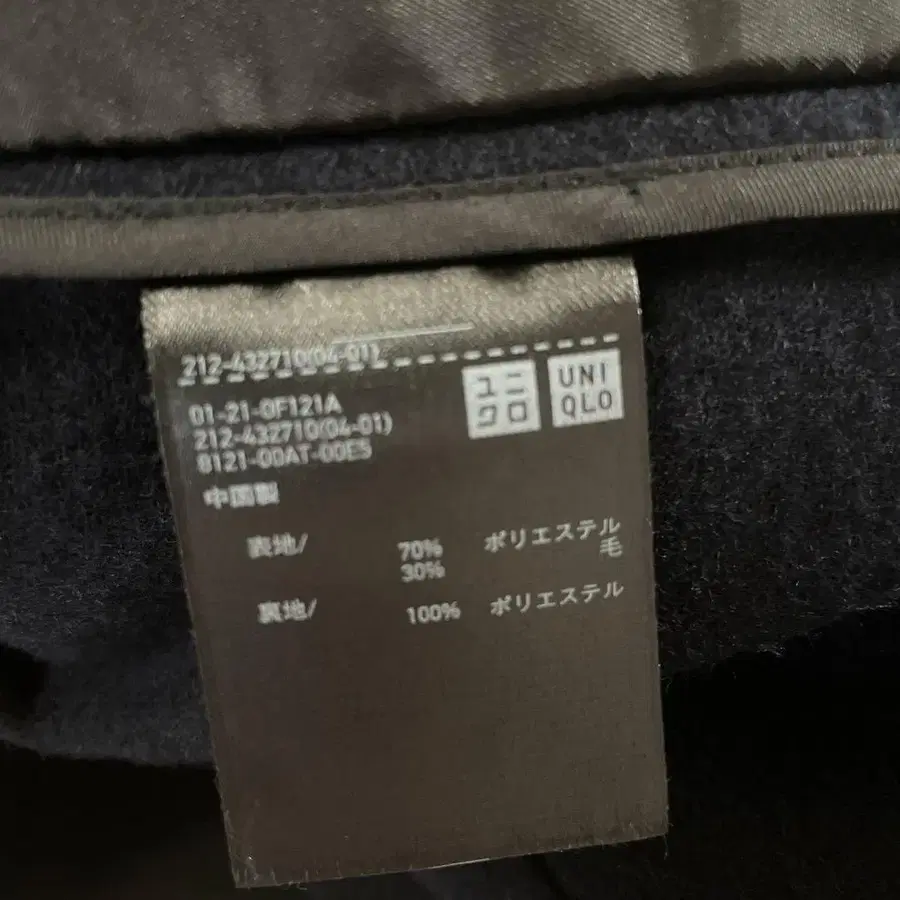 212-432710(04-01)
ユニ
クロ
UNI
QLO
01-21-0F121A
212-432710(04-01)
8121-00AT-00ES
中国製
表地/ 70% ポリエステル
30% 毛
裏地/ 100% ポリエステル